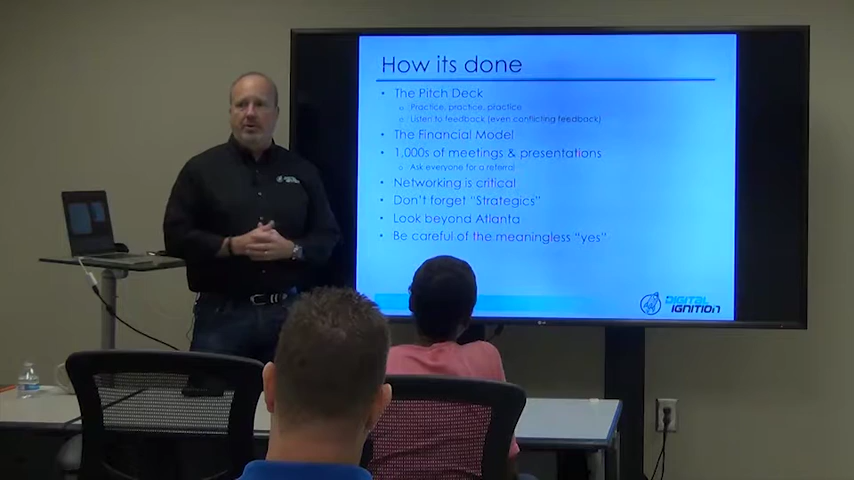 How its done
• The Pitch Deck
o Practice, practice, practice
o Listen to feedback (even conflicting feedback)
• The Financial Model
• 1,000s of meetings & presentations
o Ask everyone for a referral
• Networking is critical
• Don't forget "Strategics"
• Look beyond Atlanta
• Be careful of the meaningless "yes"
DIGITAL
IGNITION